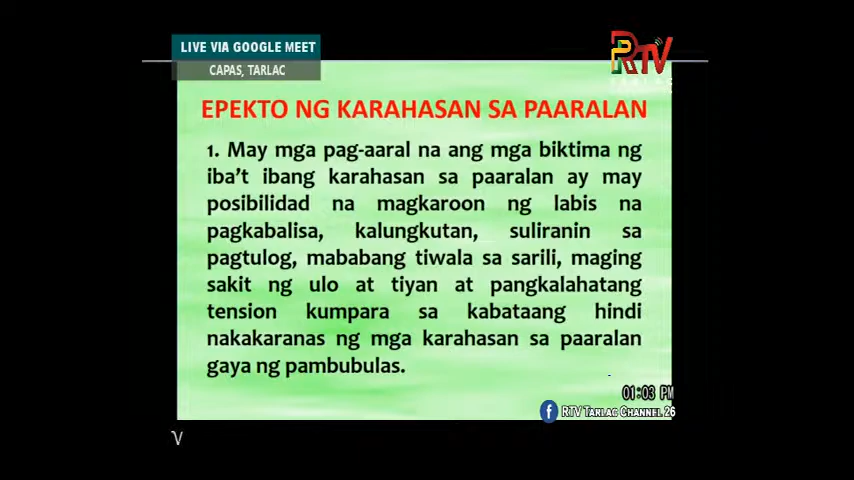 LIVE VIA GOOGLE MEET
CAPAS, TARLAC
RTV
TARLAC
EPEKTO NG KARAHASAN SA PAARALAN
1. May mga pag-aaral na ang mga biktima ng
iba't ibang karahasan sa paaralan ay may
posibilidad na magkaroon ng labis na
pagkabalisa, kalungkutan, suliranin sa
pagtulog, mababang tiwala sa sarili, maging
sakit ng ulo at tiyan at pangkalahatang
tension kumpara sa kabataang hindi
nakakaranas ng mga karahasan sa paaralan
gaya ng pambubulas.
01:03 PM
RTV TARLAC CHANNEL 26